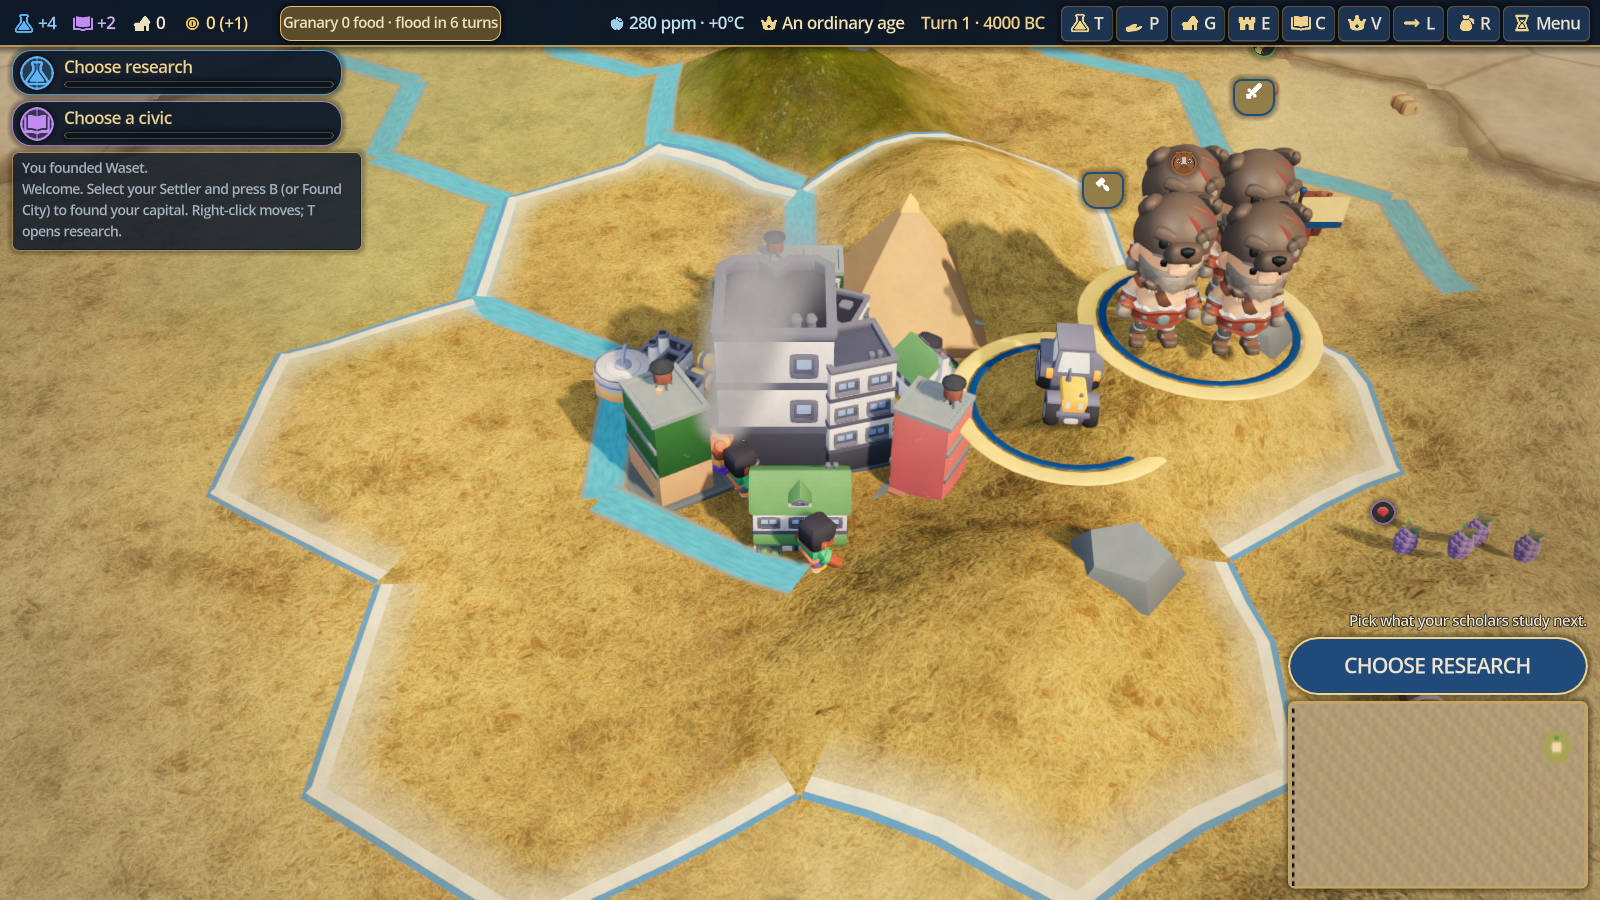 +4 +2 0 0 (+1) Granary 0 food · flood in 6 turns 280 ppm · +0°C An ordinary age Turn 1 · 4000 BC T P G E C V L R Menu
Choose research
Choose a civic
You founded Waset.
Welcome. Select your Settler and press B (or Found
City) to found your capital. Right-click moves; T
opens research.
Pick what your scholars study next.
CHOOSE RESEARCH